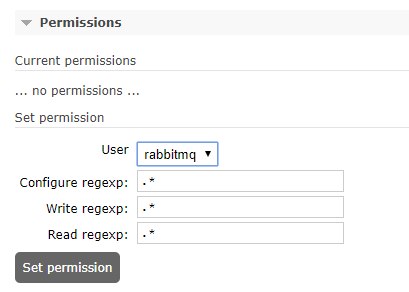 Permissions
Current permissions
... no permissions ...
Set permission
User rabbitmq
Configure regexp: .*
Write regexp: .*
Read regexp: .*
Set permission